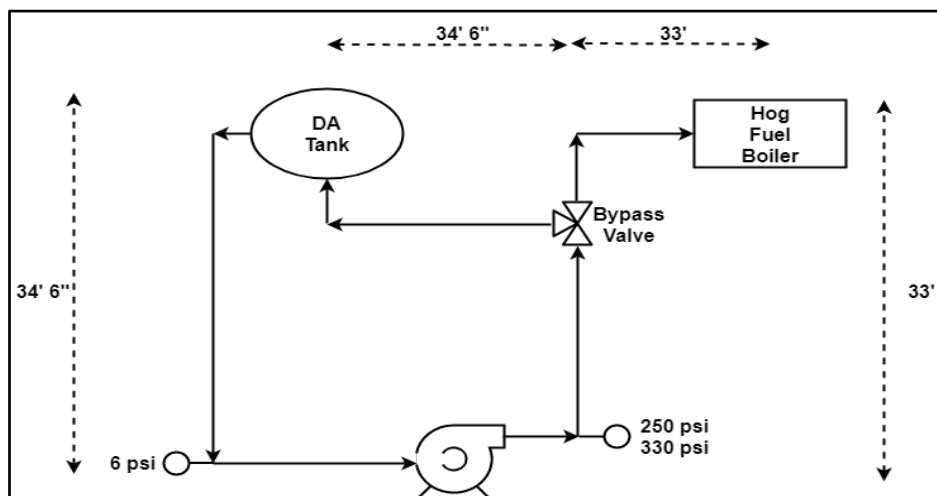 34' 6"
33'
DA
Tank
Hog
Fuel
Boiler
Bypass
Valve
34' 6"
33'
6 psi
250 psi
330 psi